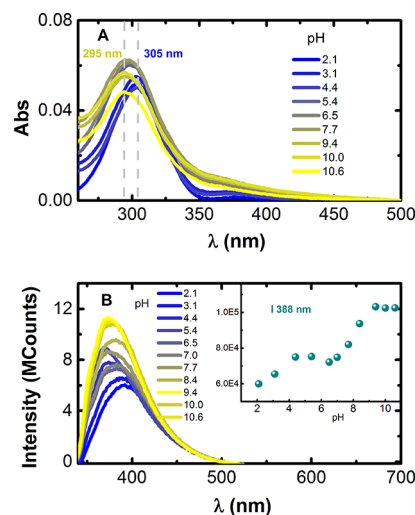 A
295 nm
305 nm
pH
2.1
3.1
4.4
5.4
6.5
7.7
9.4
10.0
10.6
0.08
0.04
0.00
Abs
300 350 400 450 500
λ (nm)
B
pH
2.1
3.1
4.4
5.4
6.5
7.0
7.7
8.4
9.4
10.0
10.6
I 388 nm
1.0E5
8.0E4
6.0E4
2 4 6 8 10
pH
12
9
6
3
0
Intensity (MCounts)
400 500 600 700
λ (nm)